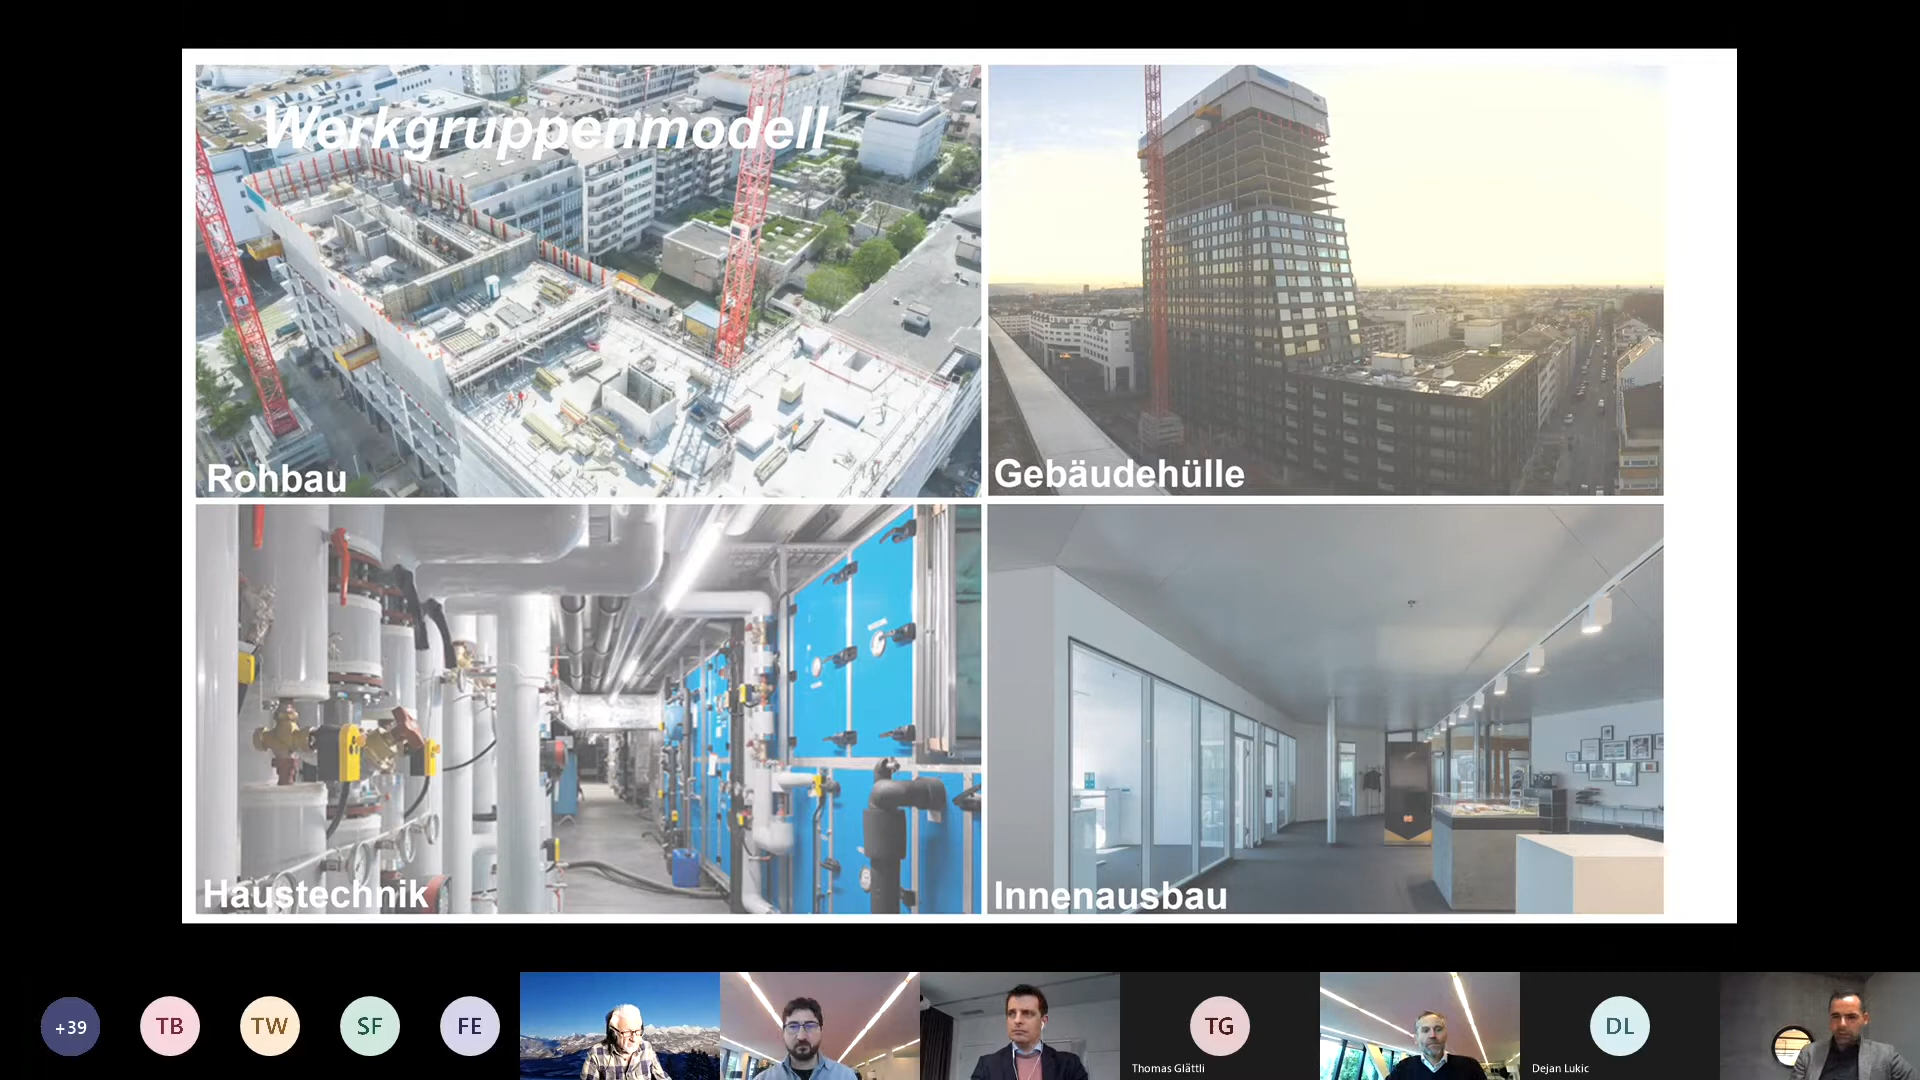 Werkgruppenmodell
Rohbau
Gebäudehülle
Haustechnik
Innenausbau
+39
TB
TW
SF
FE
TG
Thomas Glättli
DL
Dejan Lukic